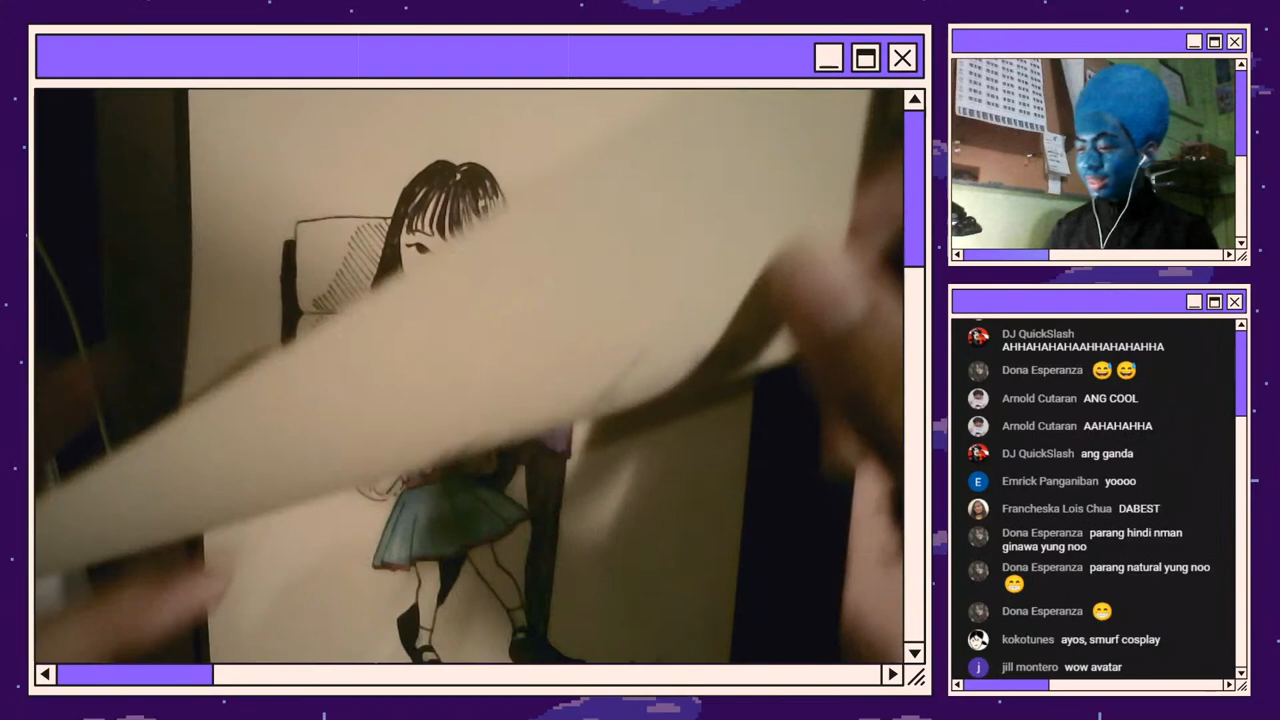 DJ QuickSlash
AHHAHAHAHAAHHAHAHAHHA
Dona Esperanza 😅😅
Arnold Cutaran ANG COOL
Arnold Cutaran AAHAHAHHA
DJ QuickSlash ang ganda
E Emrick Panganiban yoooo
Francheska Lois Chua DABEST
Dona Esperanza parang hindi nman
ginawa yung noo
Dona Esperanza parang natural yung noo
😁
Dona Esperanza 😁
kokotunes ayos, smurf cosplay
j jill montero wow avatar